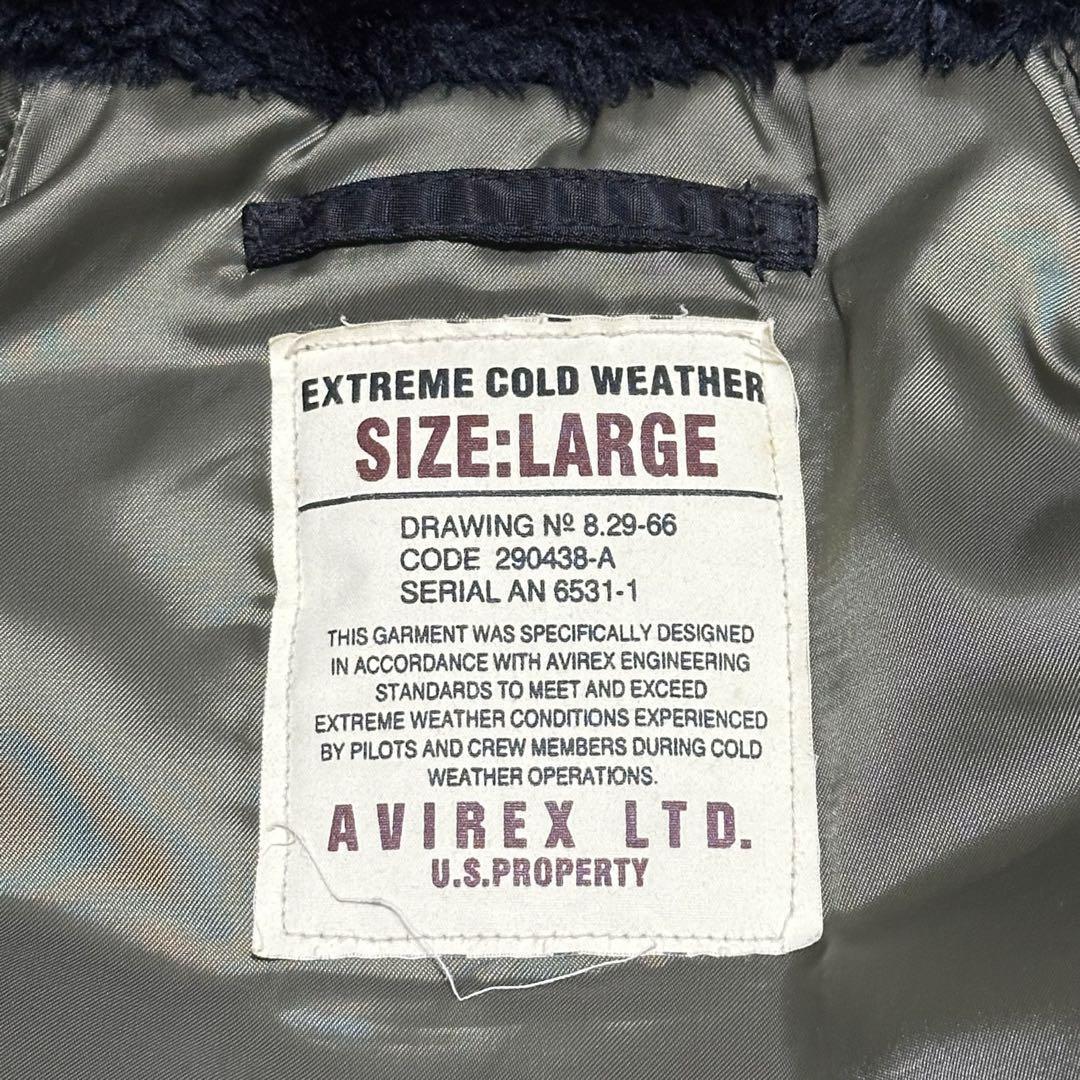 EXTREME COLD WEATHER
SIZE:LARGE
DRAWING Nº 8.29-66
CODE 290438-A
SERIAL AN 6531-1
THIS GARMENT WAS SPECIFICALLY DESIGNED
IN ACCORDANCE WITH AVIREX ENGINEERING
STANDARDS TO MEET AND EXCEED
EXTREME WEATHER CONDITIONS EXPERIENCED
BY PILOTS AND CREW MEMBERS DURING COLD
WEATHER OPERATIONS.
AVIREX LTD.
U.S.PROPERTY